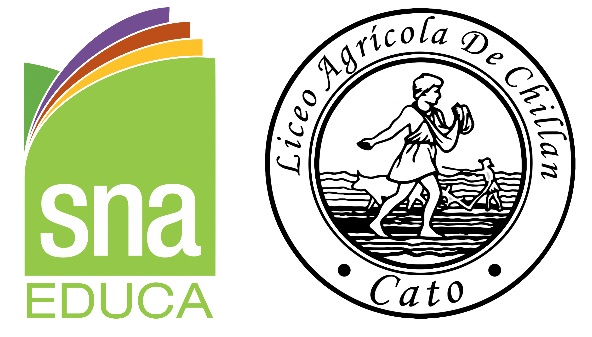 sna
EDUCA
Liceo Agrícola De Chillan
Cato